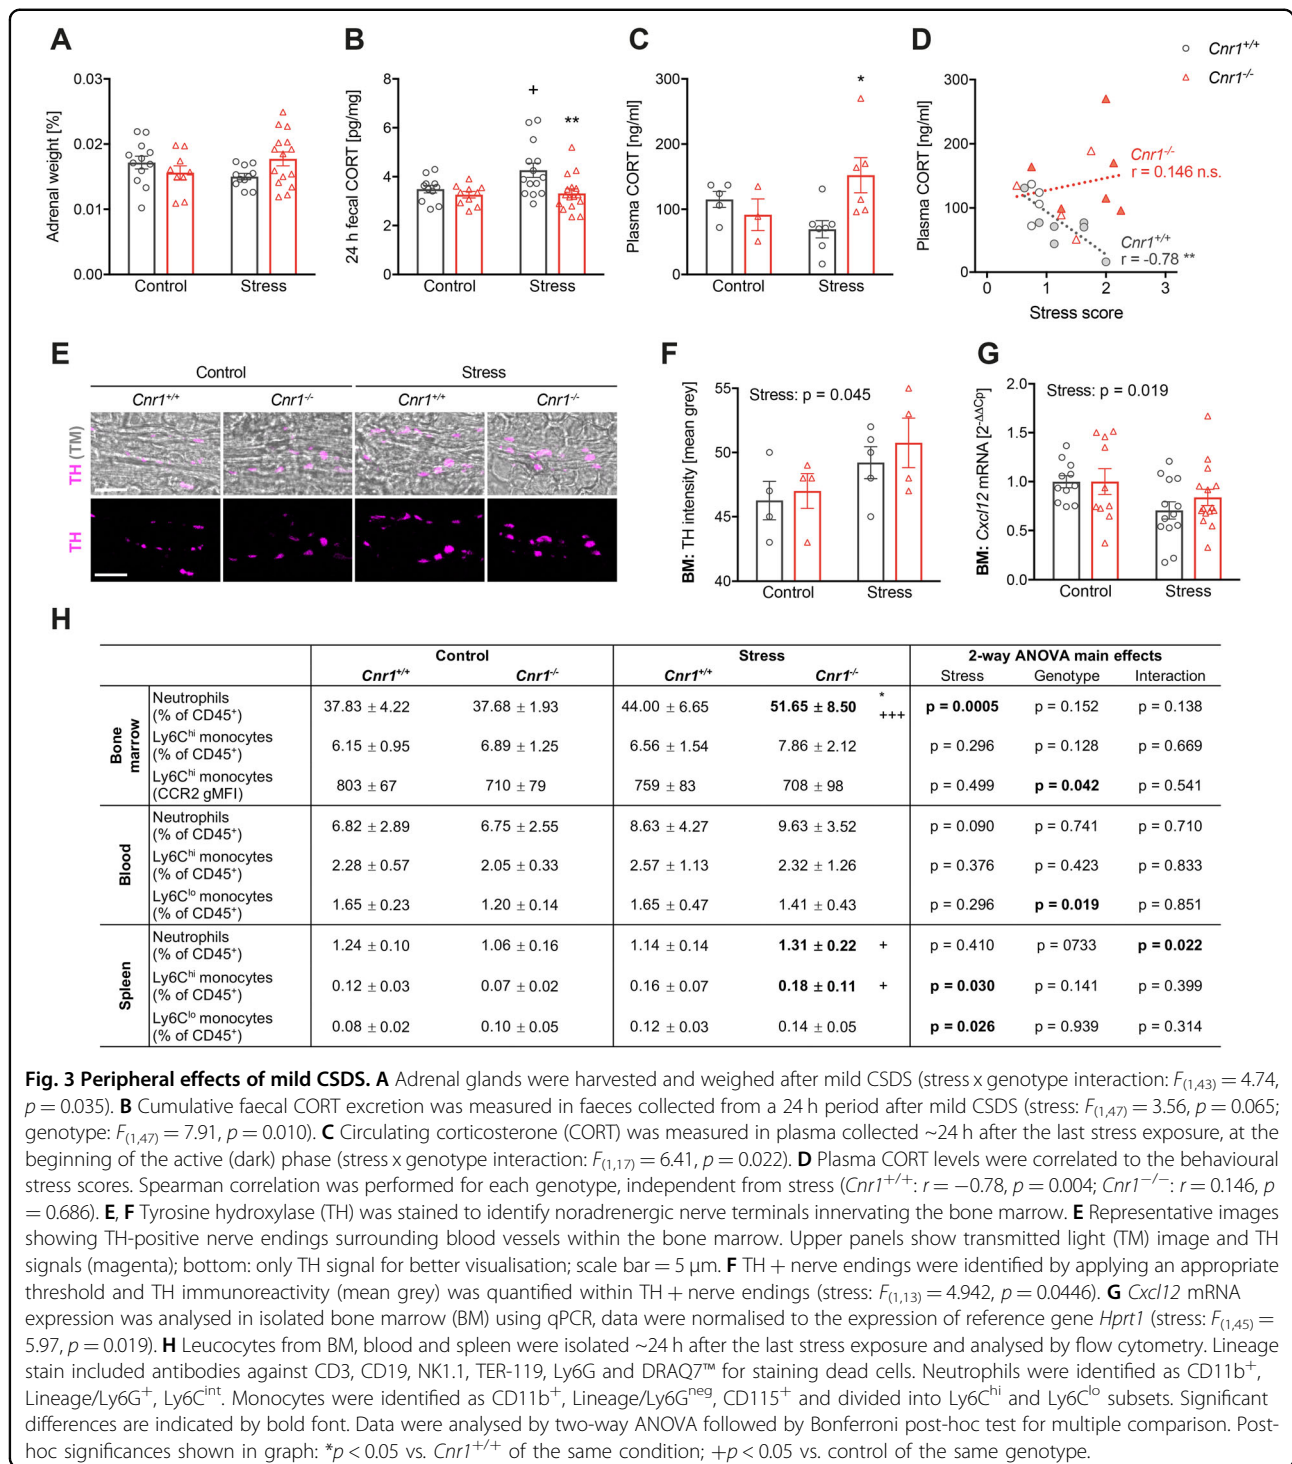 A
B
C
D
Cnr1+/+
Cnr1-/-
Adrenal weight [%]
0.03
0.02
0.01
0.00
Control
Stress
24 h fecal CORT [pg/mg]
8
6
4
2
0
+
**
Control
Stress
Plasma CORT [ng/ml]
300
200
100
0
*
Control
Stress
Plasma CORT [ng/ml]
300
200
100
0
Cnr1-/-
r = 0.146 n.s.
Cnr1+/+
r = -0.78 **
0 1 2 3
Stress score
E
Control Stress
Cnr1+/+ Cnr1-/- Cnr1+/+ Cnr1-/-
TH (TM)
TH
F
BM: TH intensity [mean grey]
Stress: p = 0.045
55
50
45
40
Control Stress
G
BM: Cxcl12 mRNA [2-ΔΔCp]
Stress: p = 0.019
2.0
1.5
1.0
0.5
0.0
Control Stress
H
Control Stress 2-way ANOVA main effects
Cnr1+/+ Cnr1-/- Cnr1+/+ Cnr1-/- Stress Genotype Interaction
Bone marrow
Neutrophils (% of CD45+) 37.83 ± 4.22 37.68 ± 1.93 44.00 ± 6.65 51.65 ± 8.50 * +++ p = 0.0005 p = 0.152 p = 0.138
Ly6Chi monocytes (% of CD45+) 6.15 ± 0.95 6.89 ± 1.25 6.56 ± 1.54 7.86 ± 2.12 p = 0.296 p = 0.128 p = 0.669
Ly6Chi monocytes (CCR2 gMFI) 803 ± 67 710 ± 79 759 ± 83 708 ± 98 p = 0.499 p = 0.042 p = 0.541
Blood
Neutrophils (% of CD45+) 6.82 ± 2.89 6.75 ± 2.55 8.63 ± 4.27 9.63 ± 3.52 p = 0.090 p = 0.741 p = 0.710
Ly6Chi monocytes (% of CD45+) 2.28 ± 0.57 2.05 ± 0.33 2.57 ± 1.13 2.32 ± 1.26 p = 0.376 p = 0.423 p = 0.833
Ly6Clo monocytes (% of CD45+) 1.65 ± 0.23 1.20 ± 0.14 1.65 ± 0.47 1.41 ± 0.43 p = 0.296 p = 0.019 p = 0.851
Spleen
Neutrophils (% of CD45+) 1.24 ± 0.10 1.06 ± 0.16 1.14 ± 0.14 1.31 ± 0.22 + p = 0.410 p = 0733 p = 0.022
Ly6Chi monocytes (% of CD45+) 0.12 ± 0.03 0.07 ± 0.02 0.16 ± 0.07 0.18 ± 0.11 + p = 0.030 p = 0.141 p = 0.399
Ly6Clo monocytes (% of CD45+) 0.08 ± 0.02 0.10 ± 0.05 0.12 ± 0.03 0.14 ± 0.05 p = 0.026 p = 0.939 p = 0.314
Fig. 3 Peripheral effects of mild CSDS. A Adrenal glands were harvested and weighed after mild CSDS (stress x genotype interaction: F(1,43) = 4.74,
p = 0.035). B Cumulative faecal CORT excretion was measured in faeces collected from a 24 h period after mild CSDS (stress: F(1,47) = 3.56, p = 0.065;
genotype: F(1,47) = 7.91, p = 0.010). C Circulating corticosterone (CORT) was measured in plasma collected ~24 h after the last stress exposure, at the
beginning of the active (dark) phase (stress x genotype interaction: F(1,17) = 6.41, p = 0.022). D Plasma CORT levels were correlated to the behavioural
stress scores. Spearman correlation was performed for each genotype, independent from stress (Cnr1+/+: r = −0.78, p = 0.004; Cnr1−/−: r = 0.146, p
= 0.686). E, F Tyrosine hydroxylase (TH) was stained to identify noradrenergic nerve terminals innervating the bone marrow. E Representative images
showing TH-positive nerve endings surrounding blood vessels within the bone marrow. Upper panels show transmitted light (TM) image and TH
signals (magenta); bottom: only TH signal for better visualisation; scale bar = 5 µm. F TH + nerve endings were identified by applying an appropriate
threshold and TH immunoreactivity (mean grey) was quantified within TH + nerve endings (stress: F(1,13) = 4.942, p = 0.0446). G Cxcl12 mRNA
expression was analysed in isolated bone marrow (BM) using qPCR, data were normalised to the expression of reference gene Hprt1 (stress: F(1,45) =
5.97, p = 0.019). H Leucocytes from BM, blood and spleen were isolated ~24 h after the last stress exposure and analysed by flow cytometry. Lineage
stain included antibodies against CD3, CD19, NK1.1, TER-119, Ly6G and DRAQ7™ for staining dead cells. Neutrophils were identified as CD11b+,
Lineage/Ly6G+, Ly6Cint. Monocytes were identified as CD11b+, Lineage/Ly6Gneg, CD115+ and divided into Ly6Chi and Ly6Clo subsets. Significant
differences are indicated by bold font. Data were analysed by two-way ANOVA followed by Bonferroni post-hoc test for multiple comparison. Post-
hoc significances shown in graph: *p < 0.05 vs. Cnr1+/+ of the same condition; +p < 0.05 vs. control of the same genotype.